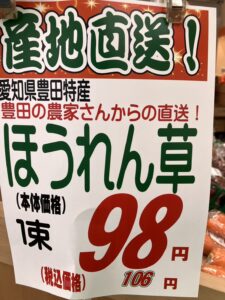 産地直送!
愛知県豊田特産
豊田の農家さんからの直送!
ほうれん草
(本体価格)
1束 98円
(税込価格) 106円